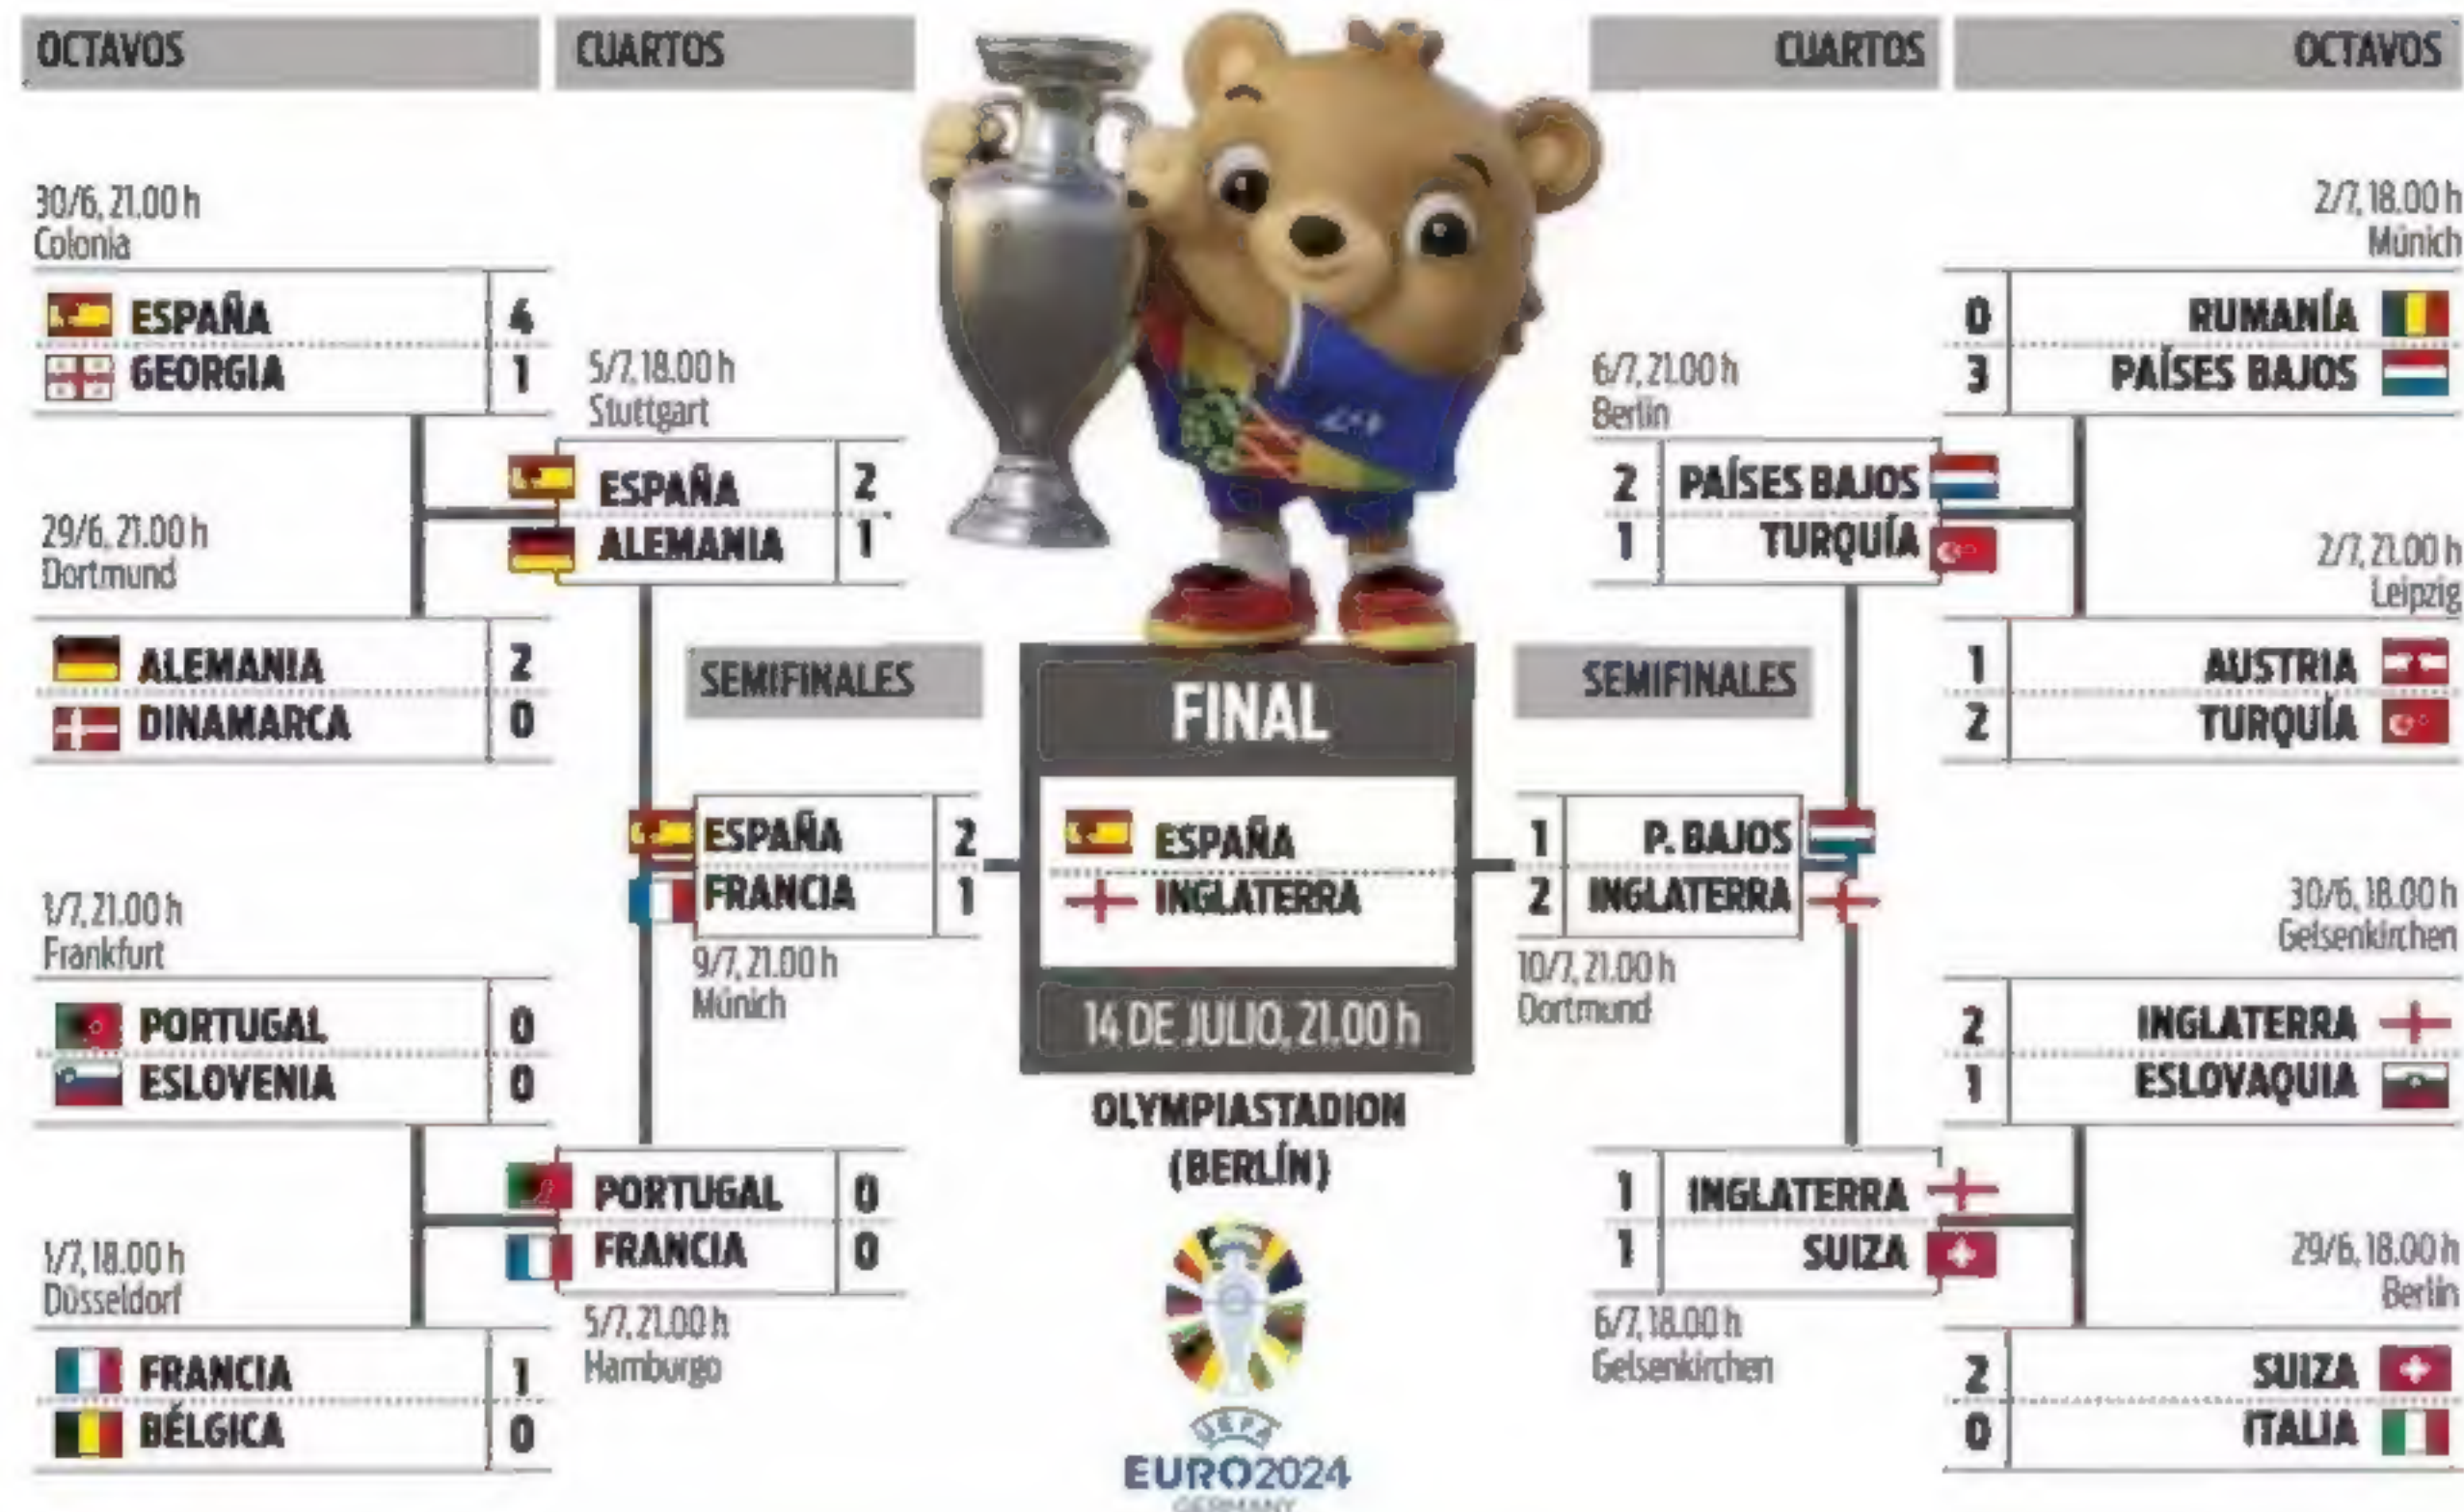 OCTAVOS
CUARTOS
30/6, 21.00 h
Colonia
ESPAÑA 4
GEORGIA 1
29/6, 21.00 h
Dortmund
ALEMANIA 2
DINAMARCA 0
1/7, 21.00 h
Frankfurt
PORTUGAL 0
ESLOVENIA 0
1/7, 18.00 h
Düsseldorf
FRANCIA 1
BÉLGICA 0
5/7, 18.00 h
Stuttgart
ESPAÑA 2
ALEMANIA 1
PORTUGAL 0
FRANCIA 0
5/7, 21.00 h
Hamburgo
SEMIFINALES
ESPAÑA 2
FRANCIA 1
9/7, 21.00 h
Múnich
24
FINAL
ESPAÑA
INGLATERRA
14 DE JULIO, 21.00 h
OLYMPIASTADION
(BERLÍN)
UEFA
EURO2024
GERMANY
SEMIFINALES
1 P. BAJOS
2 INGLATERRA
10/7, 21.00 h
Dortmund
CUARTOS
OCTAVOS
6/7, 21.00 h
Berlín
2 PAÍSES BAJOS
1 TURQUÍA
1 INGLATERRA
1 SUIZA
6/7, 18.00 h
Gelsenkirchen
2/7, 18.00 h
Múnich
0 RUMANÍA
3 PAÍSES BAJOS
2/7, 21.00 h
Leipzig
1 AUSTRIA
2 TURQUÍA
30/6, 18.00 h
Gelsenkirchen
2 INGLATERRA
1 ESLOVAQUIA
29/6, 18.00 h
Berlín
2 SUIZA
0 ITALIA